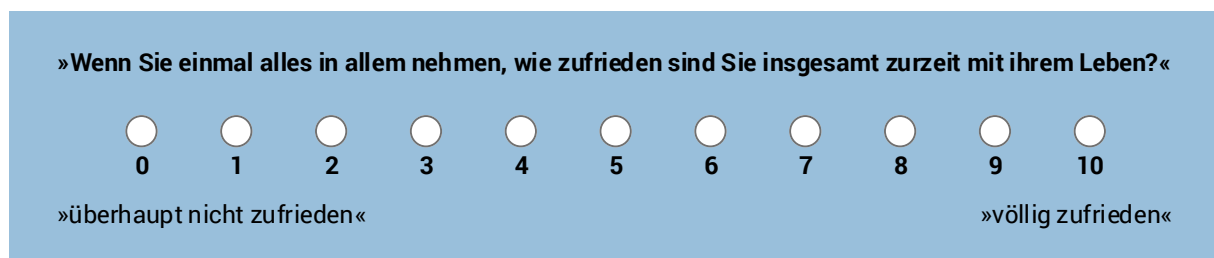 »Wenn Sie einmal alles in allem nehmen, wie zufrieden sind Sie insgesamt zurzeit mit ihrem Leben?«
0 1 2 3 4 5 6 7 8 9 10
»überhaupt nicht zufrieden« »völlig zufrieden«